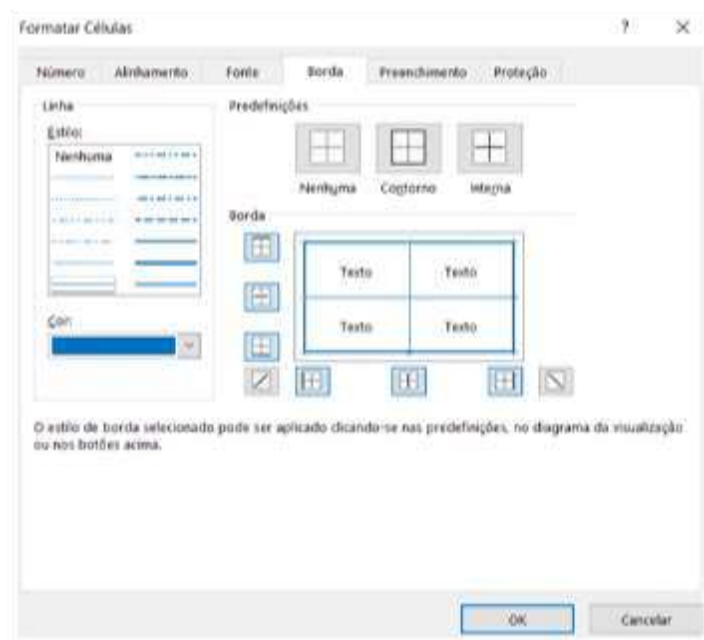 Formatar Células ? ×
Número Alinhamento Fonte Borda Preenchimento Proteção
Linha
Estilo:
Nenhuma
Cor:
Predefinições
Nenhuma Contorno Interna
Borda
Texto Texto
Texto Texto
O estilo de borda selecionado pode ser aplicado clicando-se nas predefinições, no diagrama da visualização
ou nos botões acima.
OK Cancelar